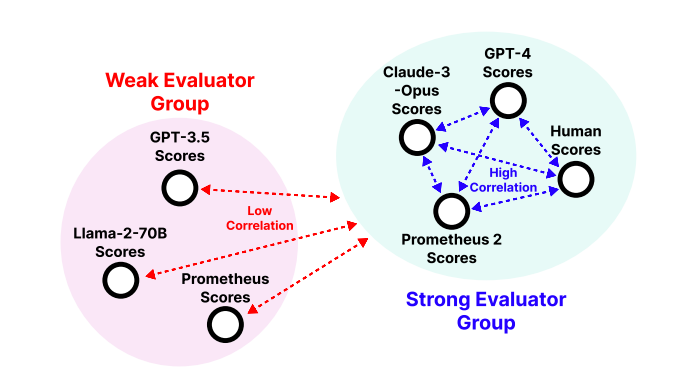 Weak Evaluator
Group
GPT-3.5
Scores
Llama-2-70B
Scores
Prometheus
Scores
Low
Correlation
Claude-3
-Opus
Scores
GPT-4
Scores
Human
Scores
High
Correlation
Prometheus 2
Scores
Strong Evaluator
Group